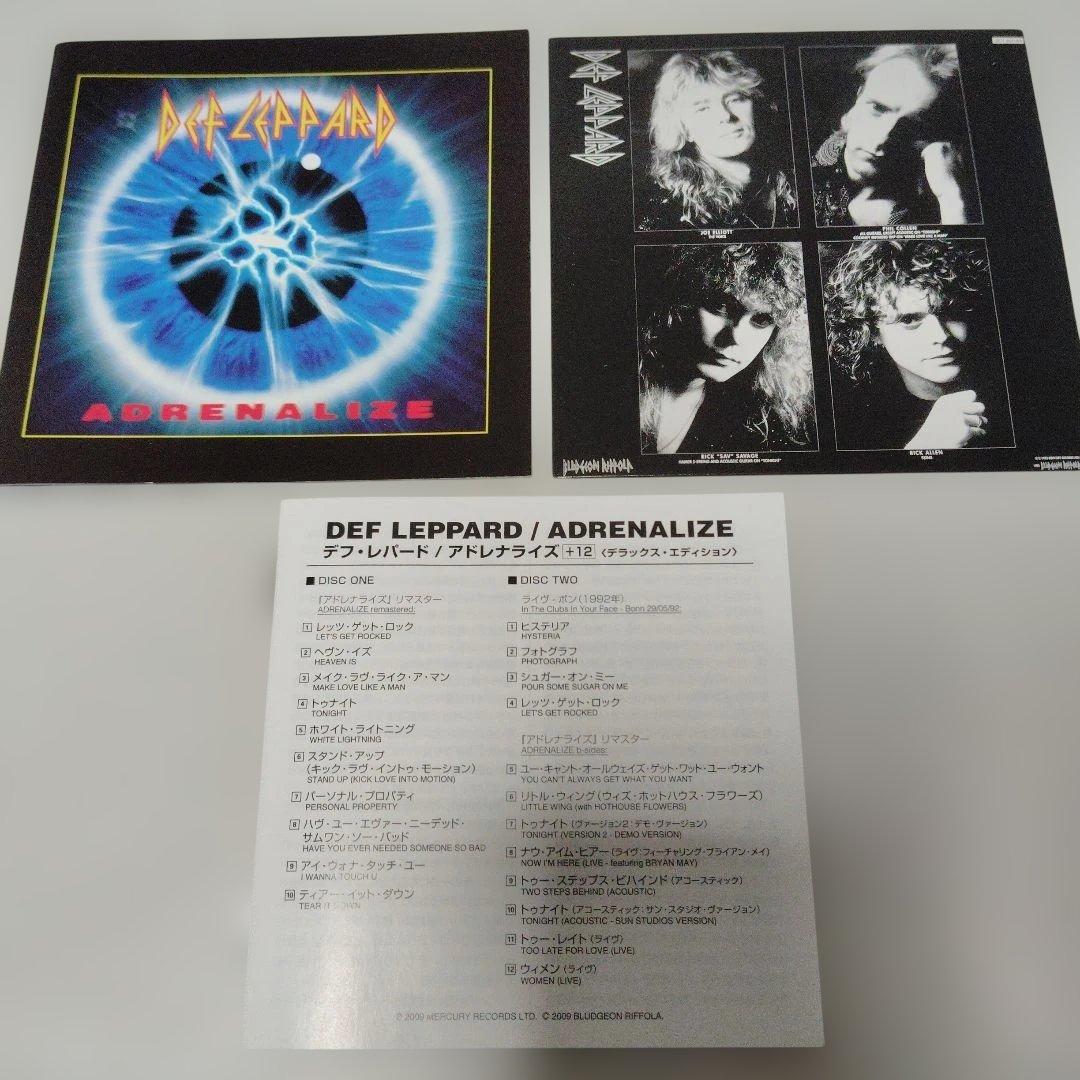 DEF LEPPARD
ADRENALIZE
DEF LEPPARD
JOE ELLIOTT
THE VOICE
PHIL COLLEN
RICK "SAV" SAVAGE
RICK ALLEN
BLUDGEON RIFFOLA
BLUDGEON RIFFOLA
DEF LEPPARD / ADRENALIZE
デフ・レパード / アドレナライズ +12 〈デラックス・エディション〉
■ DISC ONE
『アドレナライズ』リマスター
ADRENALIZE remastered:
1 レッツ・ゲット・ロック
LET'S GET ROCKED
2 ヘヴン・イズ
HEAVEN IS
3 メイク・ラヴ・ライク・ア・マン
MAKE LOVE LIKE A MAN
4 トゥナイト
TONIGHT
5 ホワイト・ライトニング
WHITE LIGHTNING
6 スタンド・アップ
(キック・ラヴ・イントゥ・モーション)
STAND UP (KICK LOVE INTO MOTION)
7 パーソナル・プロパティ
PERSONAL PROPERTY
8 ハヴ・ユー・エヴァー・ニーデッド・
サムワン・ソー・バッド
HAVE YOU EVER NEEDED SOMEONE SO BAD
9 アイ・ウォナ・タッチ・ユー
I WANNA TOUCH U
10 ティアー・イット・ダウン
TEAR IT DOWN
■ DISC TWO
ライヴ - ボン(1992年)
In The Clubs In Your Face - Bonn 29/05/92:
1 ヒステリア
HYSTERIA
2 フォトグラフ
PHOTOGRAPH
3 シュガー・オン・ミー
POUR SOME SUGAR ON ME
4 レッツ・ゲット・ロック
LET'S GET ROCKED
『アドレナライズ』リマスター
ADRENALIZE b-sides:
5 ユー・キャント・オールウェイズ・ゲット・ワット・ユー・ウォント
YOU CAN'T ALWAYS GET WHAT YOU WANT
6 リトル・ウィング(ウィズ・ホットハウス・フラワーズ)
LITTLE WING (with HOTHOUSE FLOWERS)
7 トゥナイト(ヴァージョン2:デモ・ヴァージョン)
TONIGHT (VERSION 2 - DEMO VERSION)
8 ナウ・アイム・ヒアー(ライヴ:フィーチャリング・ブライアン・メイ)
NOW I'M HERE (LIVE - featuring BRYAN MAY)
9 トゥー・ステップス・ビハインド(アコースティック)
TWO STEPS BEHIND (ACOUSTIC)
10 トゥナイト(アコースティック:サン・スタジオ・ヴァージョン)
TONIGHT (ACOUSTIC - SUN STUDIOS VERSION)
11 トゥー・レイト(ライヴ)
TOO LATE FOR LOVE (LIVE)
12 ウィメン(ライヴ)
WOMEN (LIVE)
℗ 2009 MERCURY RECORDS LTD. © 2009 BLUDGEON RIFFOLA.